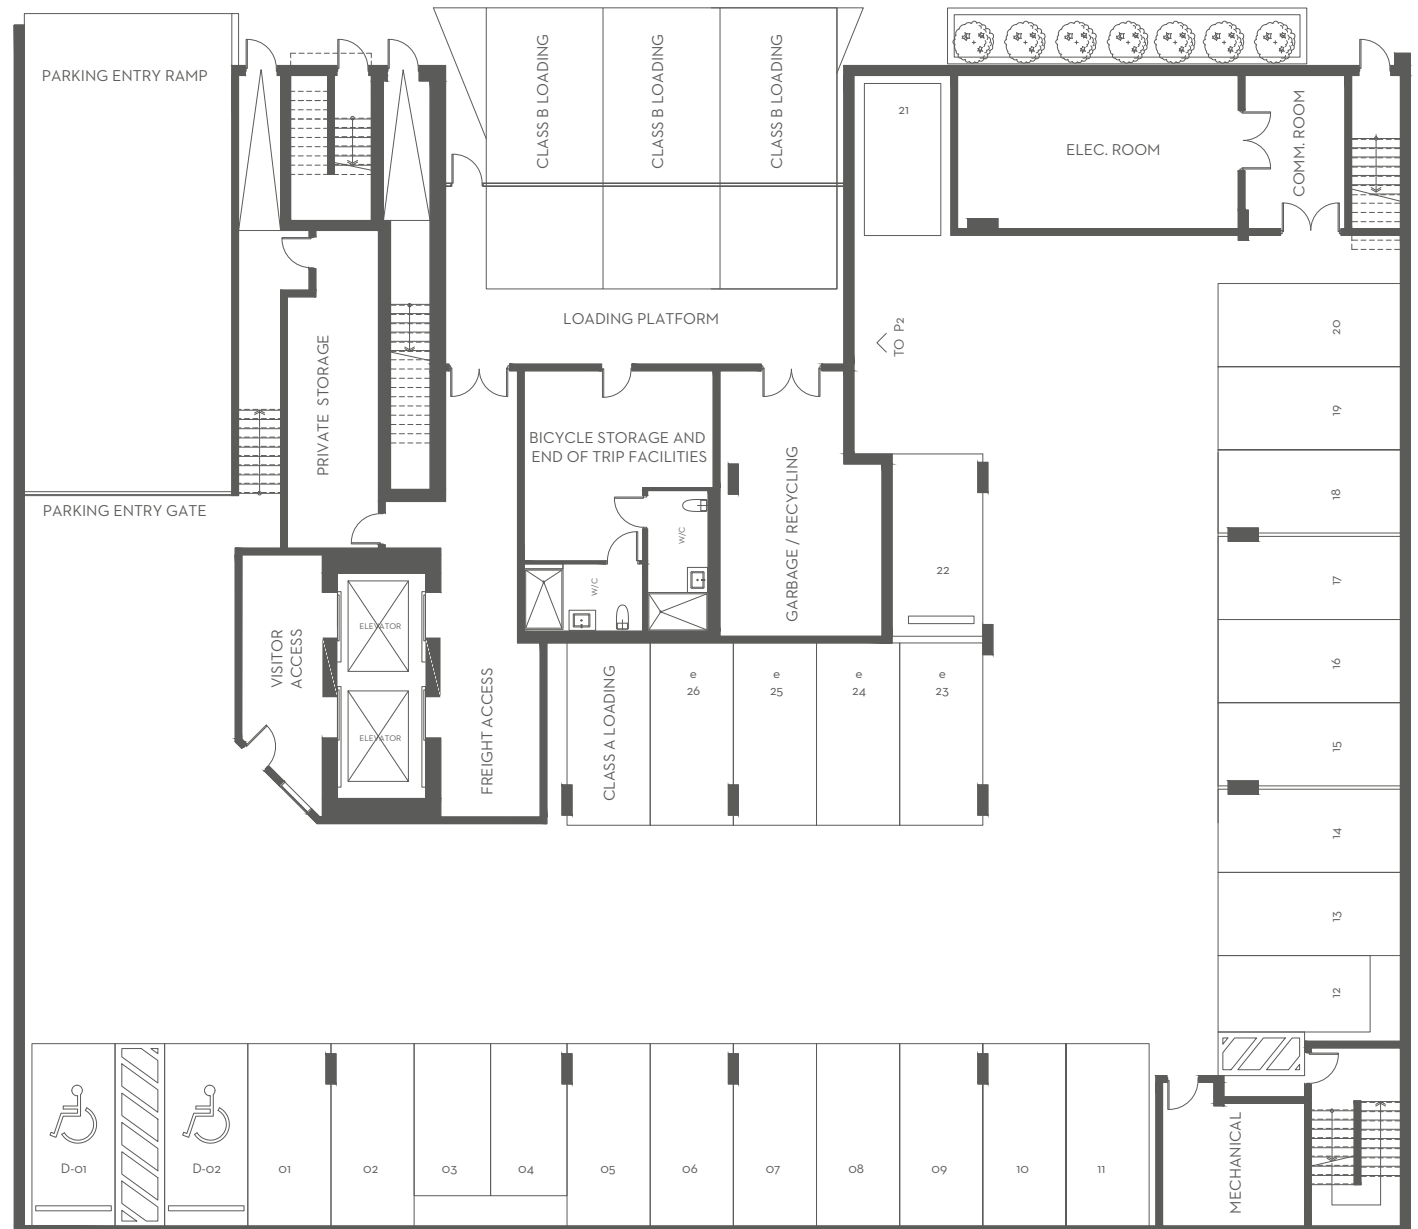 PARKING ENTRY RAMP
CLASS B LOADING
CLASS B LOADING
CLASS B LOADING
21
ELEC. ROOM
COMM. ROOM
LOADING PLATFORM
TO P2
20
PRIVATE STORAGE
19
BICYCLE STORAGE AND
END OF TRIP FACILITIES
18
PARKING ENTRY GATE
GARBAGE / RECYCLING
W/C
W/C
22
17
ELEVATOR
VISITOR
ACCESS
16
FREIGHT ACCESS
CLASS A LOADING
e
26
e
25
e
24
e
23
ELEVATOR
15
14
13
12
D-01
D-02
01
02
03
04
05
06
07
08
09
10
11
MECHANICAL